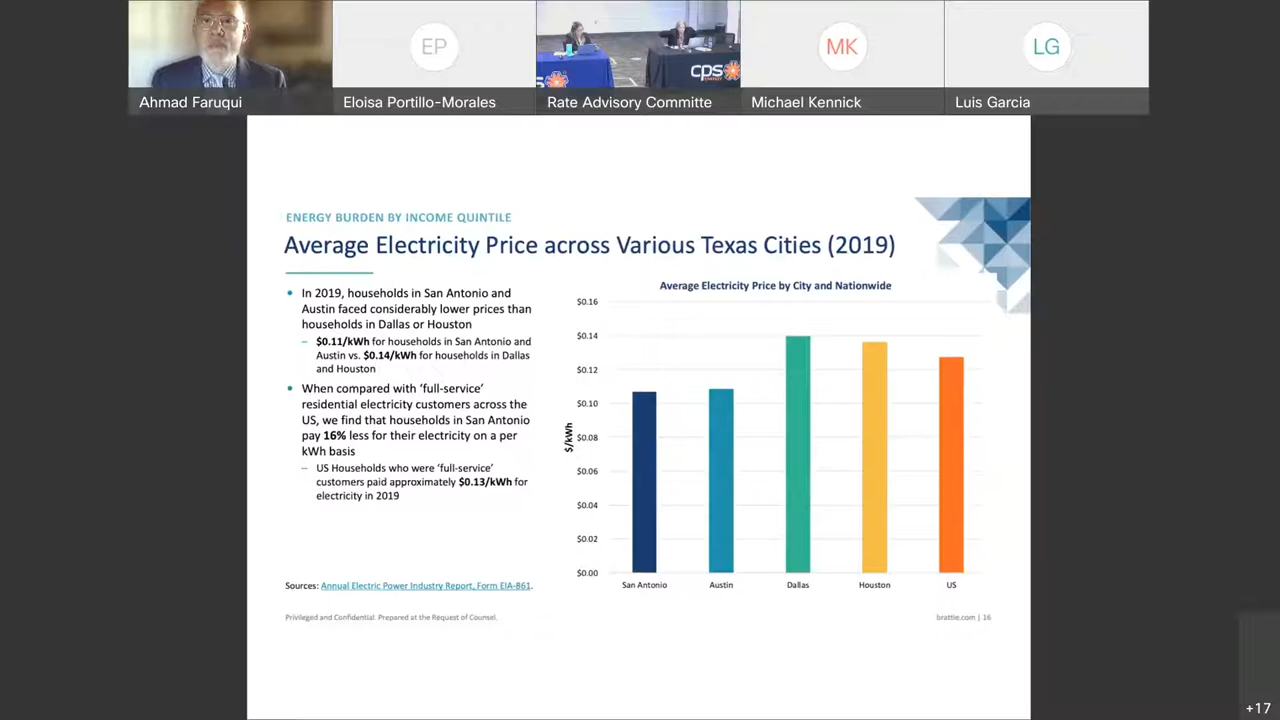 EP
MK
LG
cps
Ahmad Faruqui
Eloisa Portillo-Morales
Rate Advisory Committe
Michael Kennick
Luis Garcia
ENERGY BURDEN BY INCOME QUINTILE
Average Electricity Price across Various Texas Cities (2019)
• In 2019, households in San Antonio and
Austin faced considerably lower prices than
households in Dallas or Houston
– $0.11/kWh for households in San Antonio and
Austin vs. $0.14/kWh for households in Dallas
and Houston
• When compared with ‘full-service’
residential electricity customers across the
US, we find that households in San Antonio
pay 16% less for their electricity on a per
kWh basis
– US Households who were ‘full-service’
customers paid approximately $0.13/kWh for
electricity in 2019
Average Electricity Price by City and Nationwide
$0.16
$0.14
$0.12
$0.10
$0.08
$0.06
$0.04
$0.02
$0.00
$/kWh
San Antonio
Austin
Dallas
Houston
US
Sources: Annual Electric Power Industry Report, Form EIA-861.
Privileged and Confidential. Prepared at the Request of Counsel.
brattle.com | 16
+17